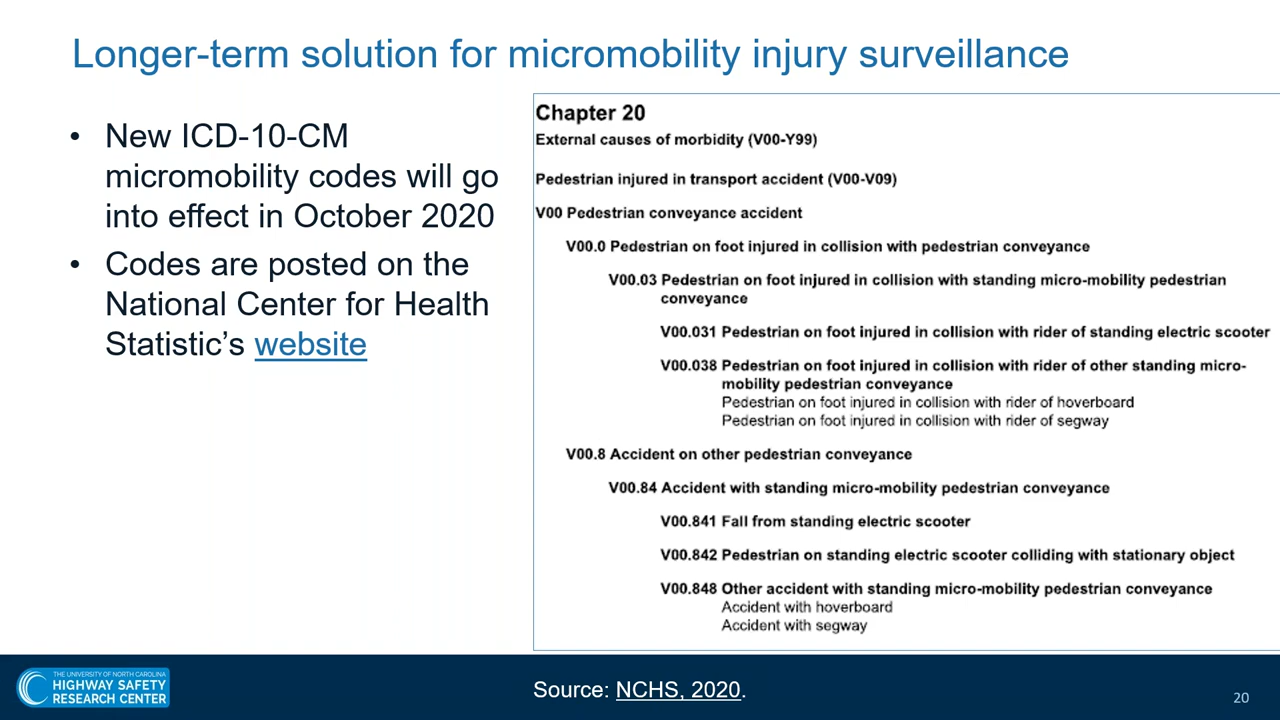 Longer-term solution for micromobility injury surveillance
• New ICD-10-CM
micromobility codes will go
into effect in October 2020
• Codes are posted on the
National Center for Health
Statistic's website
Chapter 20
External causes of morbidity (V00-Y99)
Pedestrian injured in transport accident (V00-V09)
V00 Pedestrian conveyance accident
V00.0 Pedestrian on foot injured in collision with pedestrian conveyance
V00.03 Pedestrian on foot injured in collision with standing micro-mobility pedestrian
conveyance
V00.031 Pedestrian on foot injured in collision with rider of standing electric scooter
V00.038 Pedestrian on foot injured in collision with rider of other standing micro-
mobility pedestrian conveyance
Pedestrian on foot injured in collision with rider of hoverboard
Pedestrian on foot injured in collision with rider of segway
V00.8 Accident on other pedestrian conveyance
V00.84 Accident with standing micro-mobility pedestrian conveyance
V00.841 Fall from standing electric scooter
V00.842 Pedestrian on standing electric scooter colliding with stationary object
V00.848 Other accident with standing micro-mobility pedestrian conveyance
Accident with hoverboard
Accident with segway
THE UNIVERSITY OF NORTH CAROLINA
HIGHWAY SAFETY
RESEARCH CENTER
Source: NCHS, 2020.
20